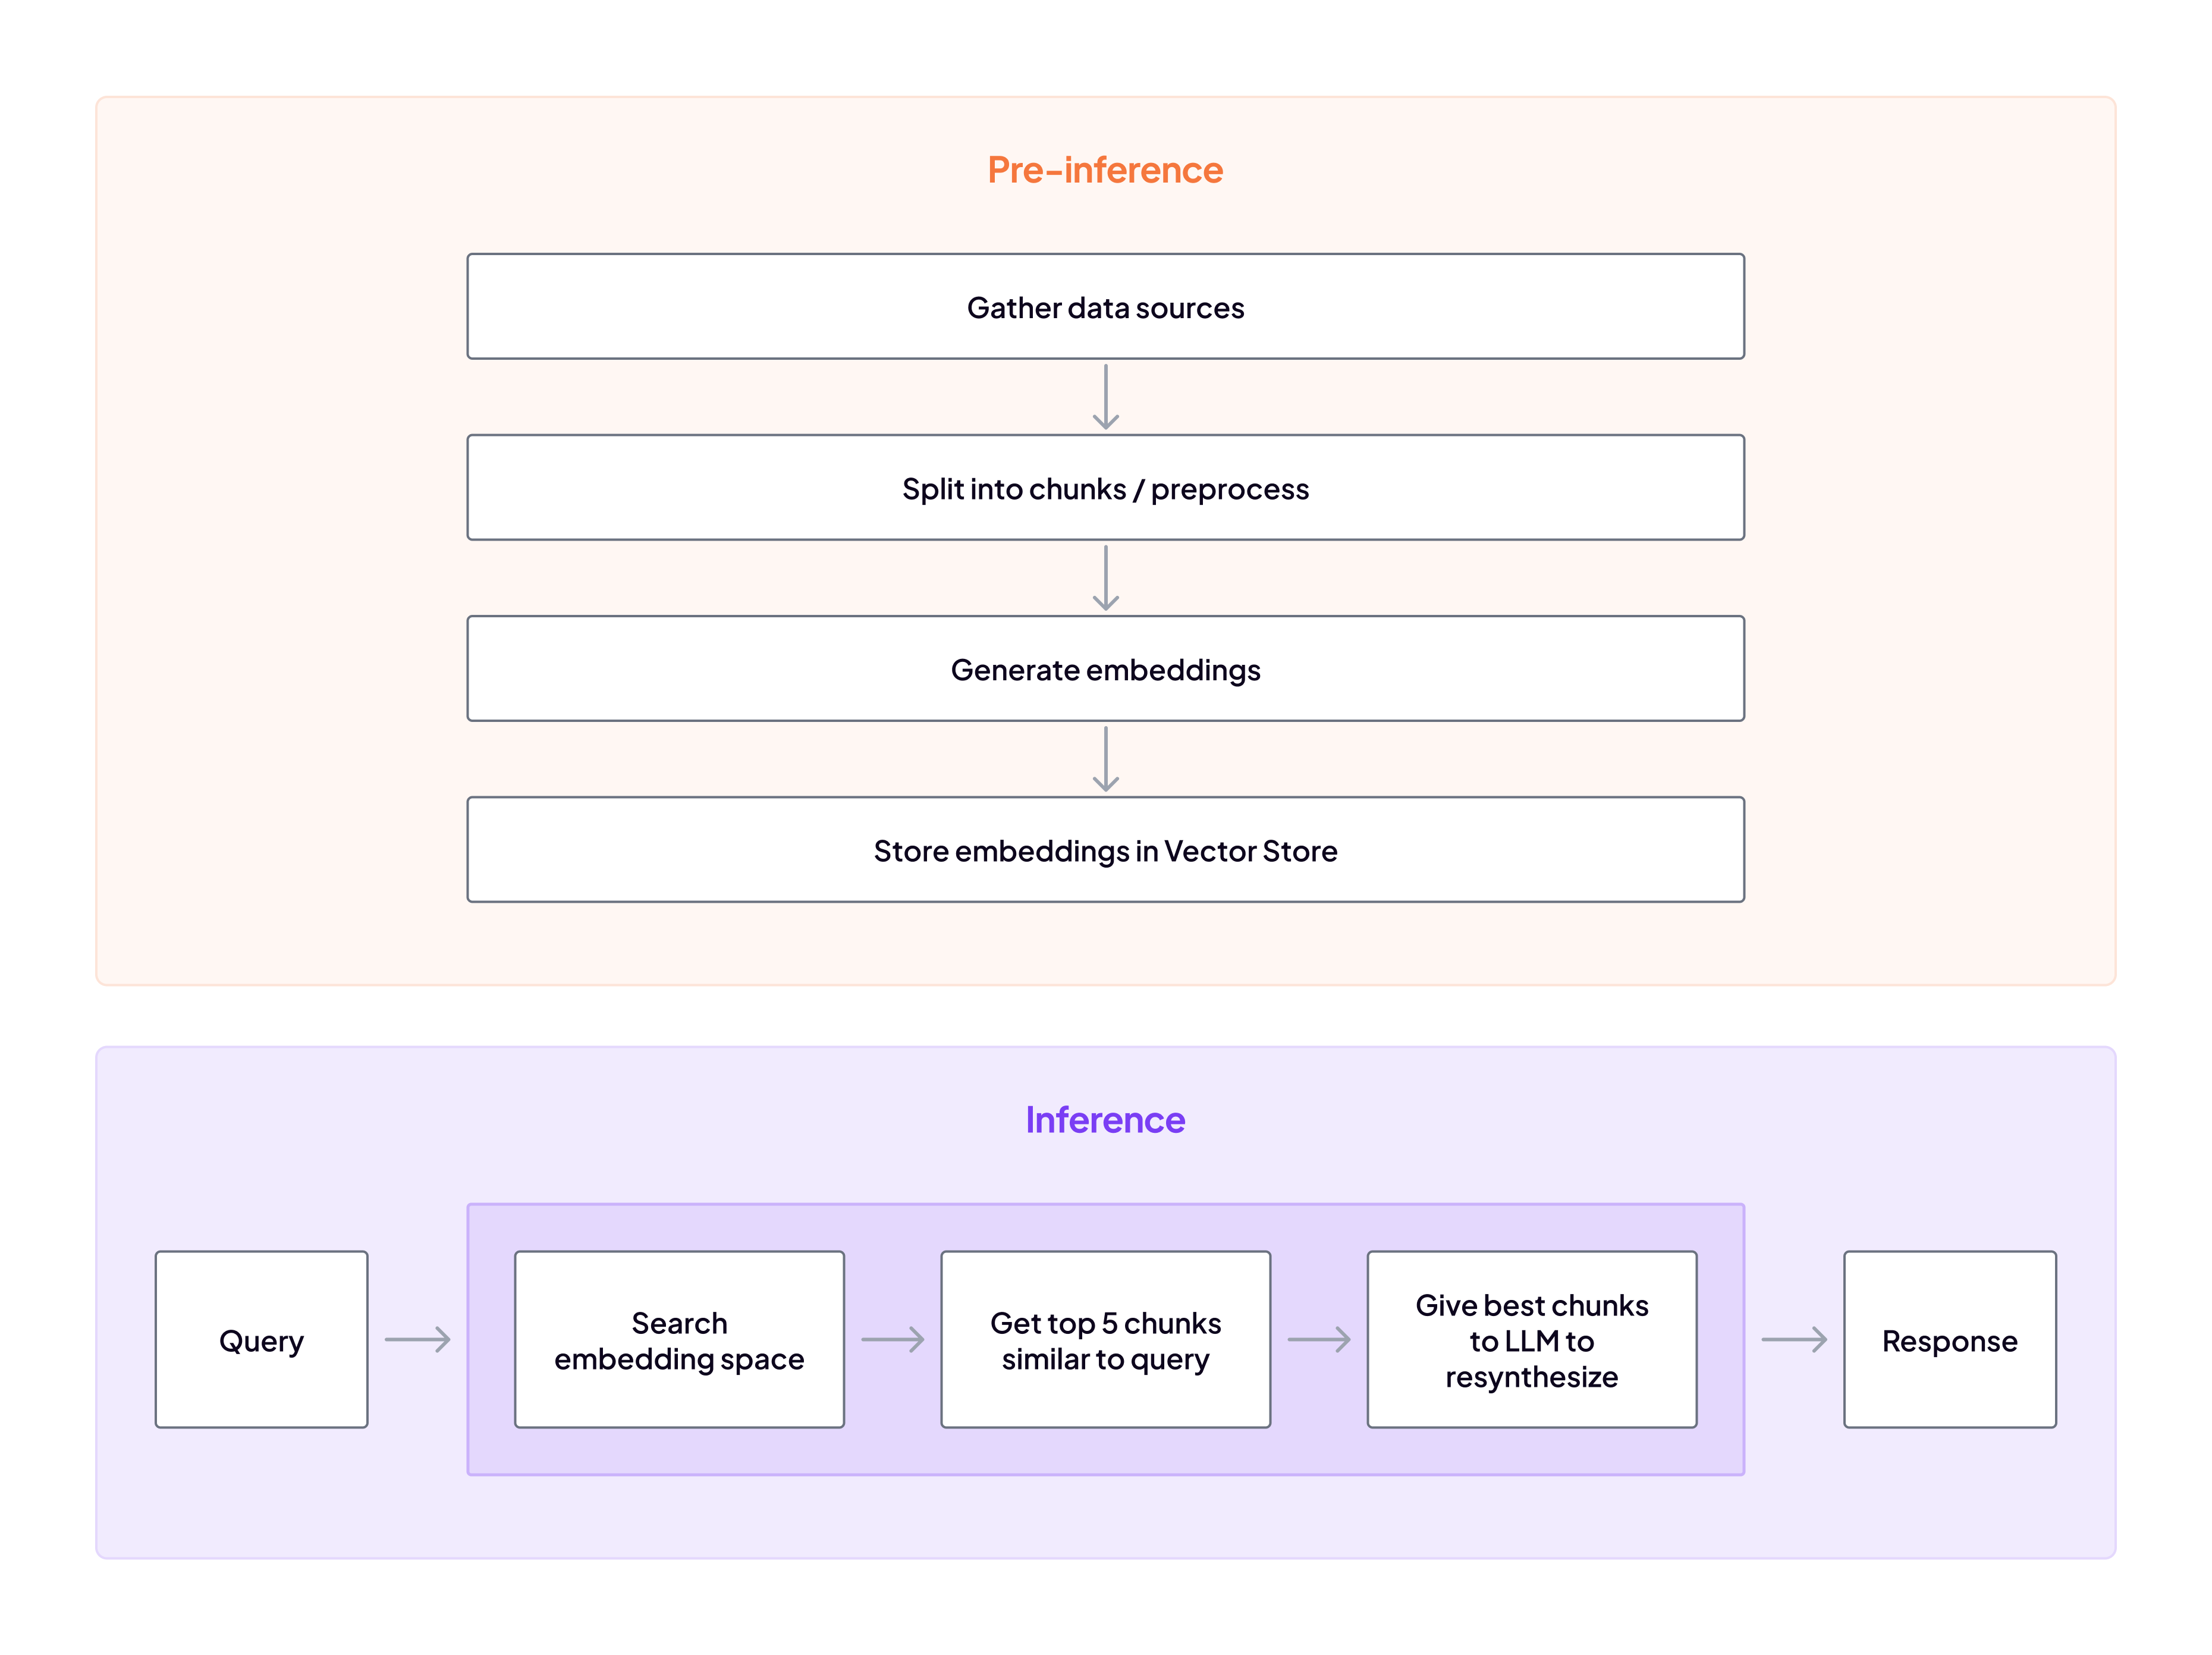 Pre-inference
Gather data sources
Split into chunks / preprocess
Generate embeddings
Store embeddings in Vector Store
Inference
Query
Search
embedding space
Get top 5 chunks
similar to query
Give best chunks
to LLM to
resynthesize
Response